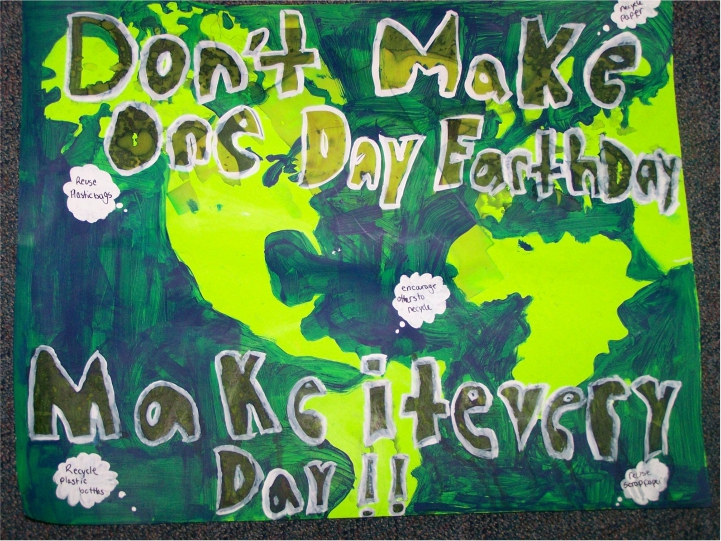 recycle
paper
Don't Make
One Day EarthDay
Reuse
Plastic bags
encourage
others to
recycle
Make it every
Day !!
Recycle
plastic
bottles
reuse
scrap paper